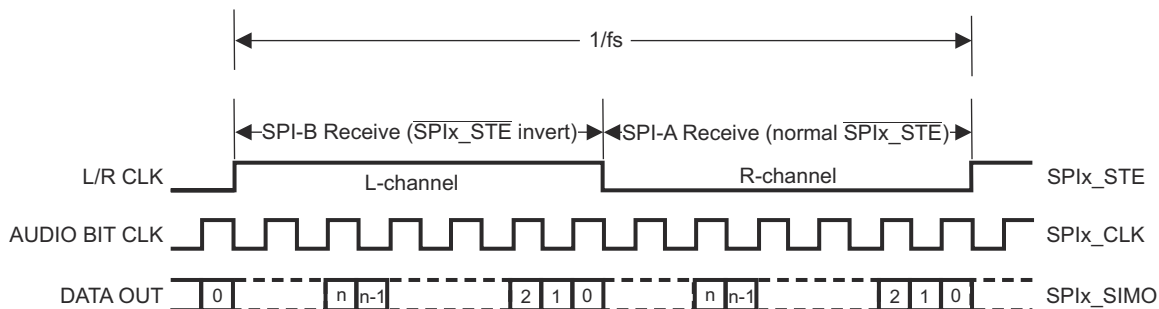 1/fs
SPI-B Receive (SPIx_STE invert) SPI-A Receive (normal SPIx_STE)
L/R CLK L-channel R-channel SPIx_STE
AUDIO BIT CLK SPIx_CLK
DATA OUT 0 n n-1 2 1 0 n n-1 2 1 0 SPIx_SIMO